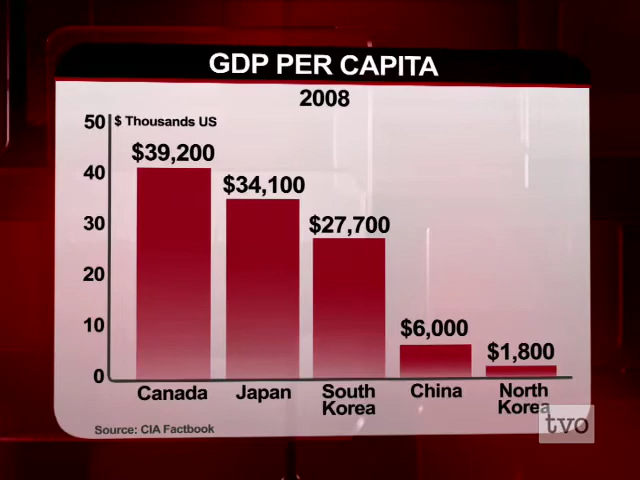 GDP PER CAPITA
2008
50 $ Thousands US
$39,200
40
$34,100
30
$27,700
20
10
$6,000
$1,800
0
Canada Japan South Korea China North Korea
Source: CIA Factbook
tvo